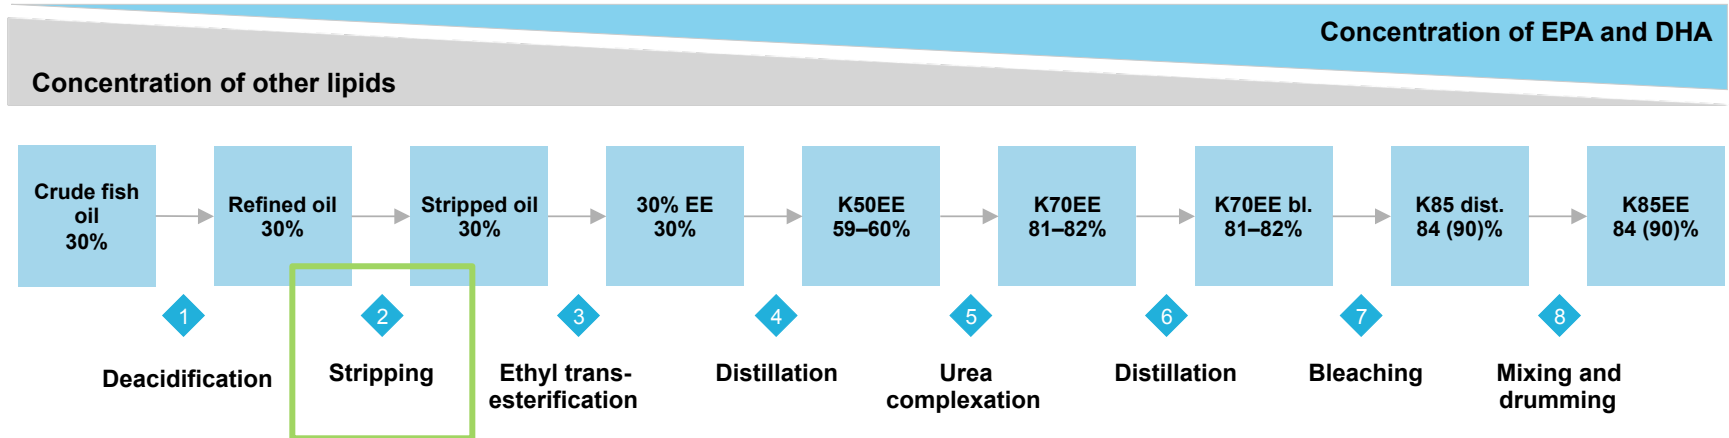 Concentration of EPA and DHA
Concentration of other lipids
Crude fish
oil
30%
Refined oil
30%
Stripped oil
30%
30% EE
30%
K50EE
59–60%
K70EE
81–82%
K70EE bl.
81–82%
K85 dist.
84 (90)%
K85EE
84 (90)%
1
Deacidification
2
Stripping
3
Ethyl trans-
esterification
4
Distillation
5
Urea
complexation
6
Distillation
7
Bleaching
8
Mixing and
drumming